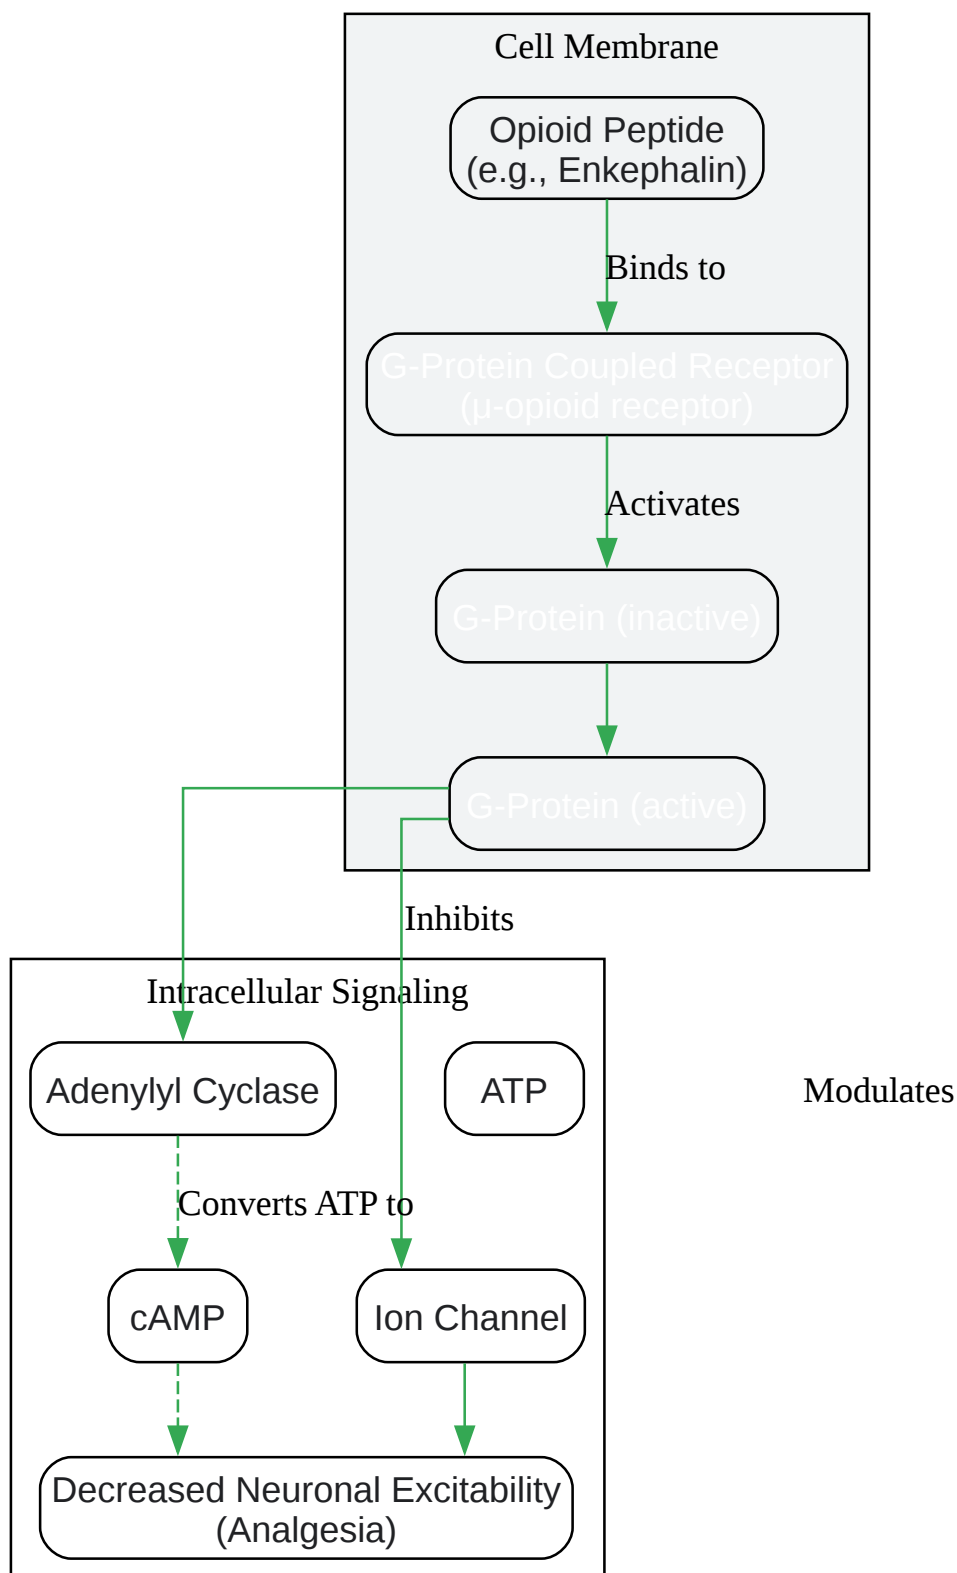 Cell Membrane
Opioid Peptide
(e.g., Enkephalin)
Binds to
G-Protein Coupled Receptor
(μ-opioid receptor)
Activates
G-Protein (inactive)
G-Protein (active)
Inhibits
Intracellular Signaling
Adenylyl Cyclase
ATP
Modulates
Converts ATP to
cAMP
Ion Channel
Decreased Neuronal Excitability
(Analgesia)